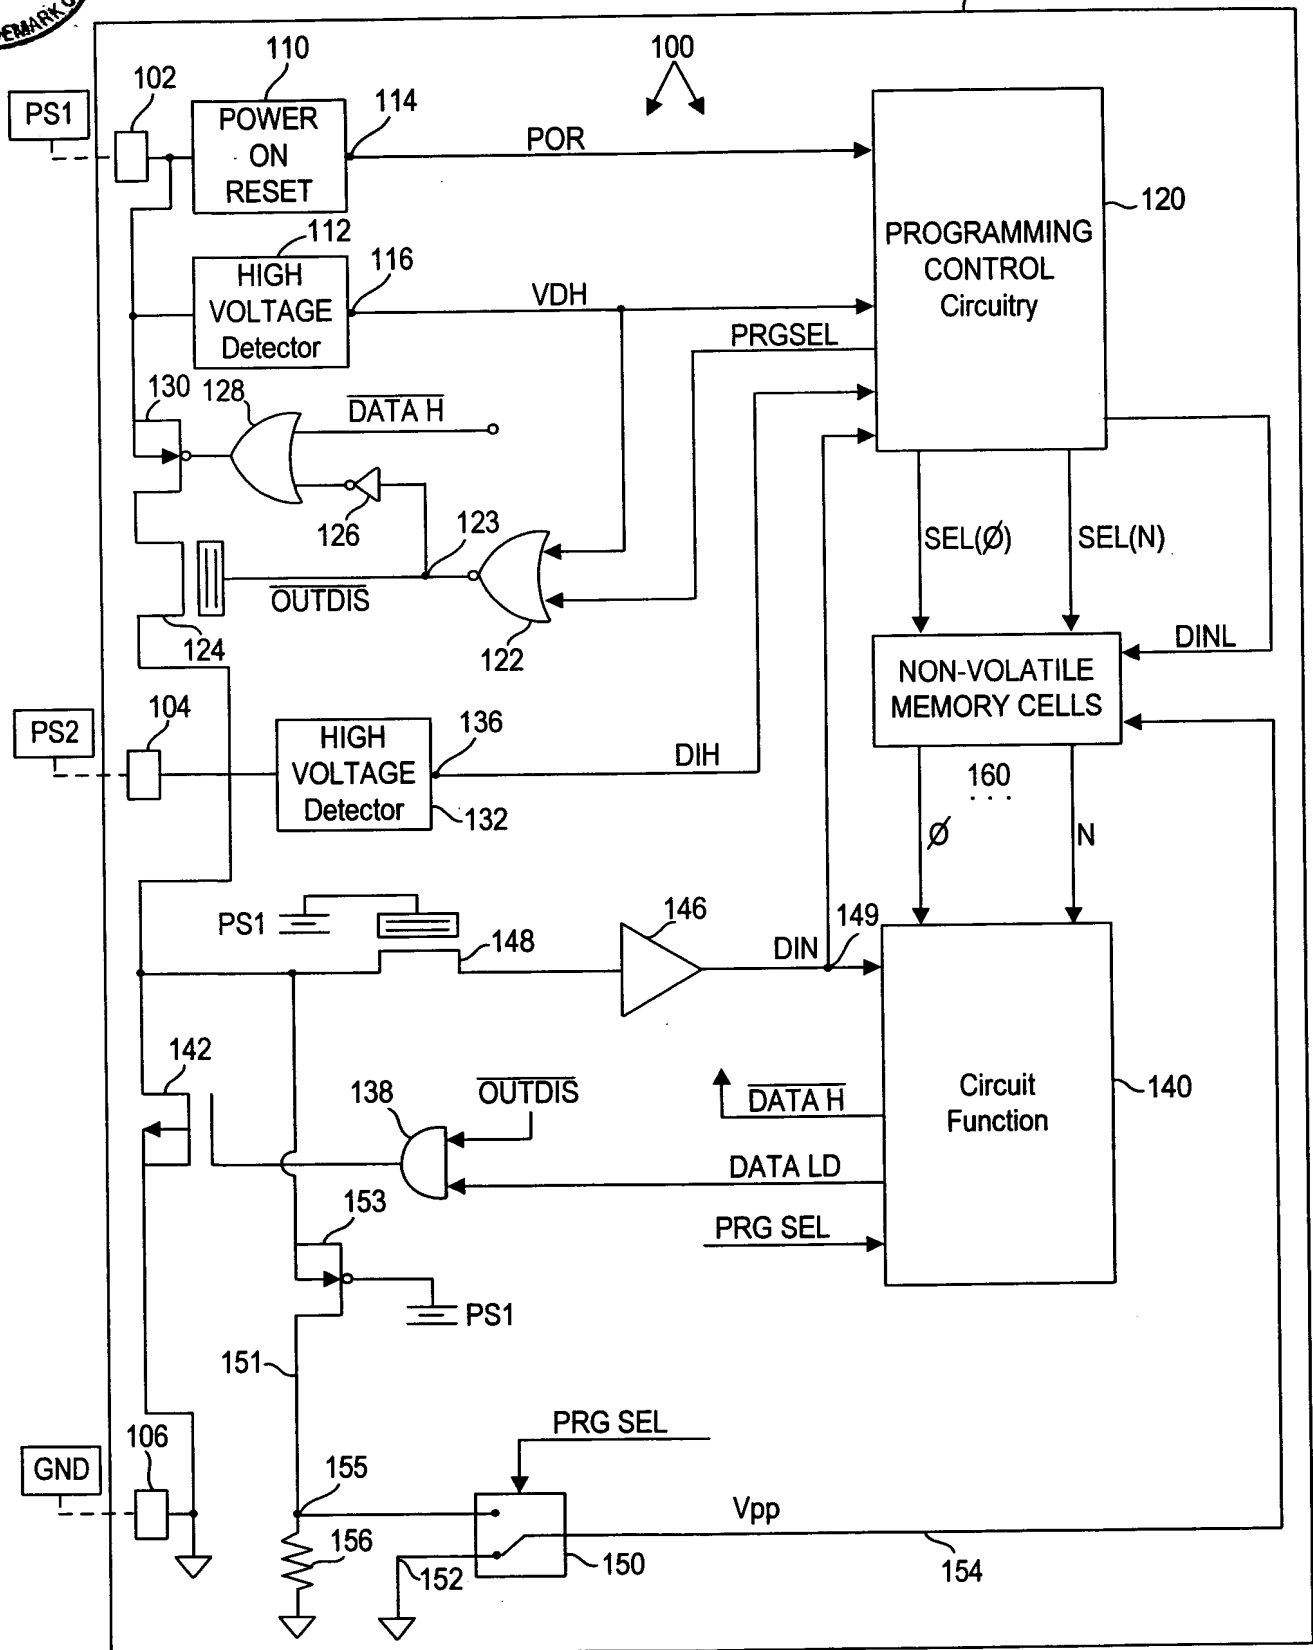 EMARK O
110
100
102
PS1
POWER
ON
RESET
114
POR
120
PROGRAMMING
CONTROL
Circuitry
112
HIGH
VOLTAGE
Detector
116
VDH
PRGSEL
130
128
DATA H
126
123
OUTDIS
122
124
SEL(Ø)
SEL(N)
DINL
NON-VOLATILE
MEMORY CELLS
104
PS2
HIGH
VOLTAGE
Detector
136
DIH
132
160
. . .
Ø
N
PS1
148
146
DIN
149
142
138
OUTDIS
DATA H
Circuit
Function
140
DATA LD
153
PRG SEL
PS1
151
PRG SEL
106
GND
155
Vpp
156
152
150
154